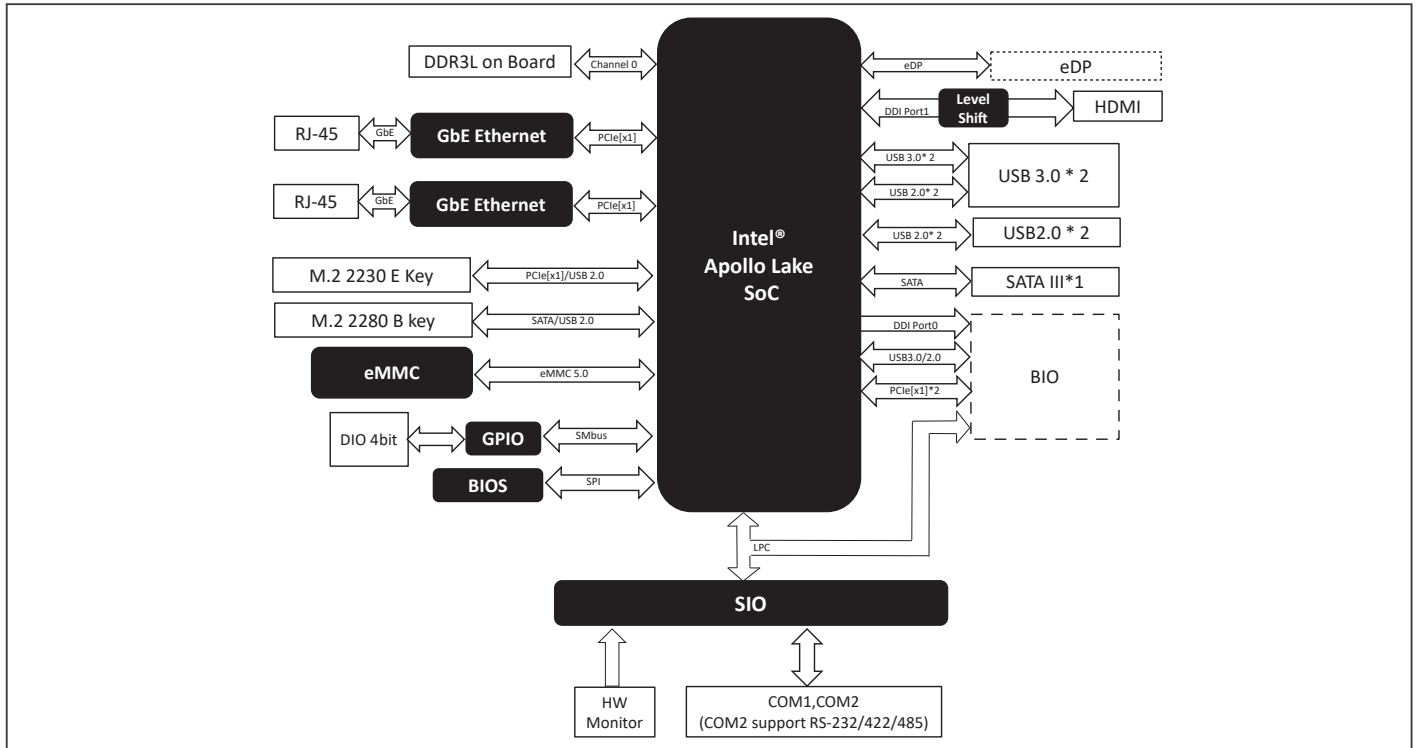 DDR3L on Board
Channel 0
RJ-45
GbE
GbE Ethernet
PCIe[x1]
RJ-45
GbE
GbE Ethernet
PCIe[x1]
M.2 2230 E Key
PCIe[x1]/USB 2.0
M.2 2280 B key
SATA/USB 2.0
eMMC
eMMC 5.0
DIO 4bit
GPIO
SMbus
BIOS
SPI
Intel®
Apollo Lake
SoC
eDP
eDP
DDI Port1
Level
Shift
HDMI
USB 3.0* 2
USB 2.0* 2
USB 3.0 * 2
USB 2.0* 2
USB2.0 * 2
SATA
SATA III*1
DDI Port0
USB3.0/2.0
PCIe[x1]*2
BIO
LPC
SIO
HW
Monitor
COM1,COM2
(COM2 support RS-232/422/485)